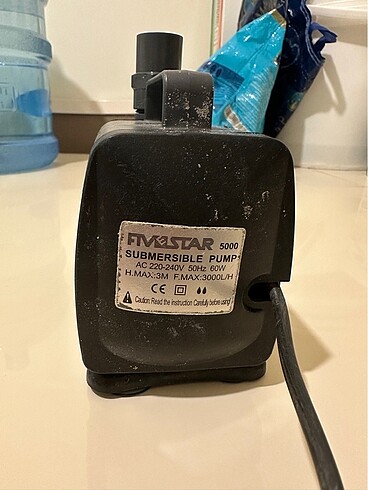 FIVESTAR 5000
SUBMERSIBLE PUMP
AC 220-240V 50Hz 60W
H.MAX:3M F.MAX:3000L/H
CE
Caution: Read the instruction Carefully before using!